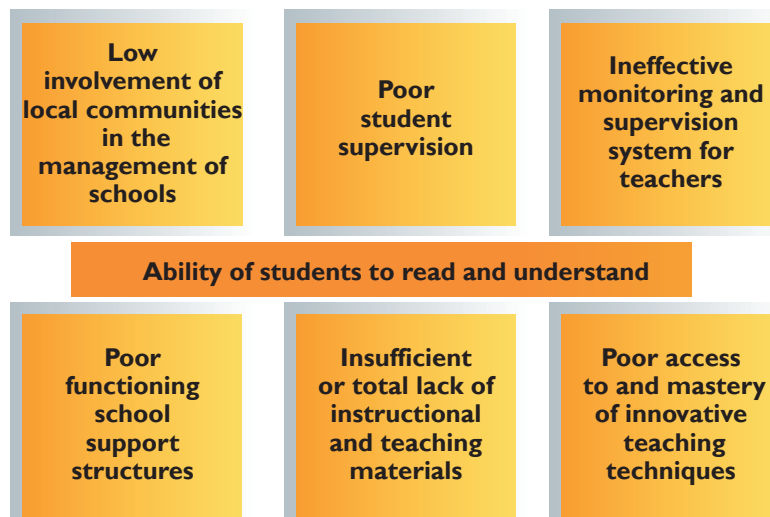 Low
involvement of
local communities
in the
management of
schools
Poor
student
supervision
Ineffective
monitoring and
supervision
system for
teachers
Ability of students to read and understand
Poor
functioning
school
support
structures
Insufficient
or total lack of
instructional
and teaching
materials
Poor access
to and mastery
of innovative
teaching
techniques